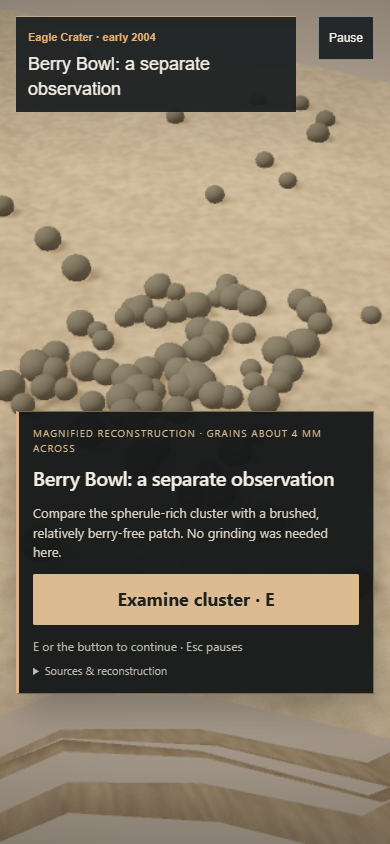 Eagle Crater · early 2004
Berry Bowl: a separate
observation
Pause
MAGNIFIED RECONSTRUCTION · GRAINS ABOUT 4 MM
ACROSS
Berry Bowl: a separate observation
Compare the spherule-rich cluster with a brushed,
relatively berry-free patch. No grinding was needed
here.
Examine cluster · E
E or the button to continue · Esc pauses
Sources & reconstruction